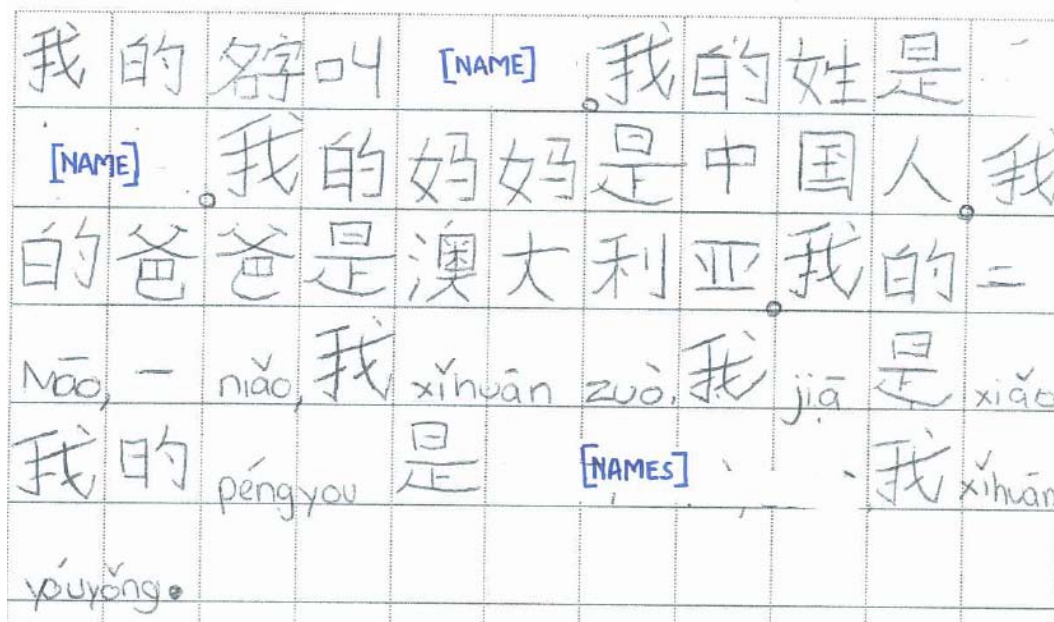 我的名字叫 [NAME] 。我的姓是
[NAME] 。我的妈妈是中国人。我
的爸爸是澳大利亚。我的二
Māo, 一 niǎo, 我 xǐhuān zuò. 我 jiā 是 xiǎo
我的 péngyou 是 [NAMES] 、 、 , 我 xǐhuān
yóuyǒng.